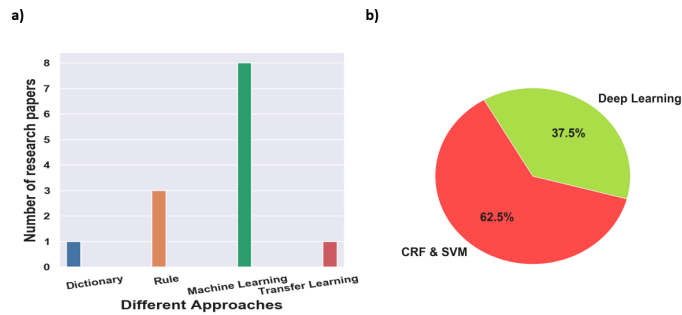 a)
Number of research papers
8
7
6
5
4
3
2
1
0
Dictionary
Rule
Machine Learning
Transfer Learning
Different Approaches
b)
Deep Learning
37.5%
62.5%
CRF & SVM